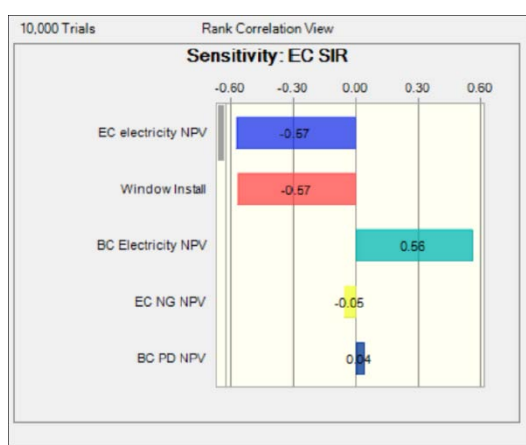 10,000 Trials Rank Correlation View
Sensitivity: EC SIR
-0.60 -0.30 0.00 0.30 0.60
EC electricity NPV -0.57
Window Install -0.57
BC Electricity NPV 0.56
EC NG NPV -0.05
BC PD NPV 0.04